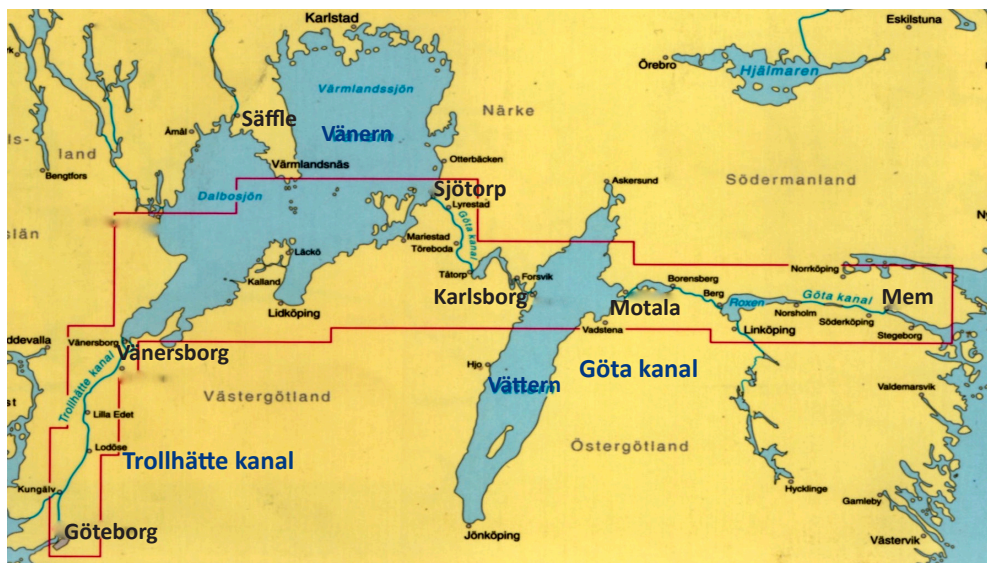 Karlstad
Eskilstuna
Örebro
Hjälmaren
Värmlandssjön
Närke
Säffle
Vänern
Åmål
land
Otterbäcken
Bengtfors
Värmlandsnäs
Askersund
Södermanland
Dalbosjön
Sjötorp
Lyrestad
slän
Göta kanal
Mariestad
Töreboda
Läckö
Kalland
Tåtorp
Forsvik
Norrköping
Karlsborg
Borensberg
Berg
Göta kanal
Mem
Lidköping
Motala
Roxen
Norsholm
Söderköping
Vadstena
Linköping
Stegeborg
ddevalla
Vänersborg
Vänersborg
Hjo
Göta kanal
Vättern
Valdemarsvik
Trollhätte kanal
Västergötland
Lilla Edet
Östergötland
Lodöse
Trollhätte kanal
Kungälv
Hycklinge
Gamleby
Göteborg
Jönköping
Västervik